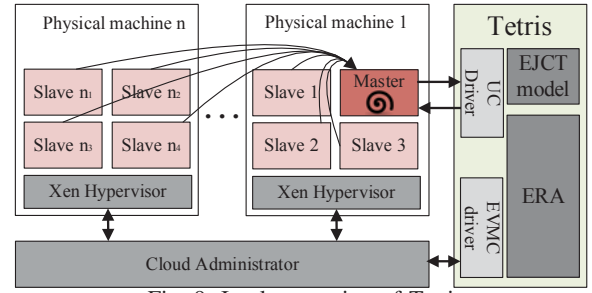 Physical machine n
Slave n1
Slave n2
Slave n3
Slave n4
Xen Hypervisor
...
Physical machine 1
Slave 1
Master
Slave 2
Slave 3
Xen Hypervisor
Cloud Administrator
Tetris
UC
Driver
EJCT
model
EVMC
driver
ERA